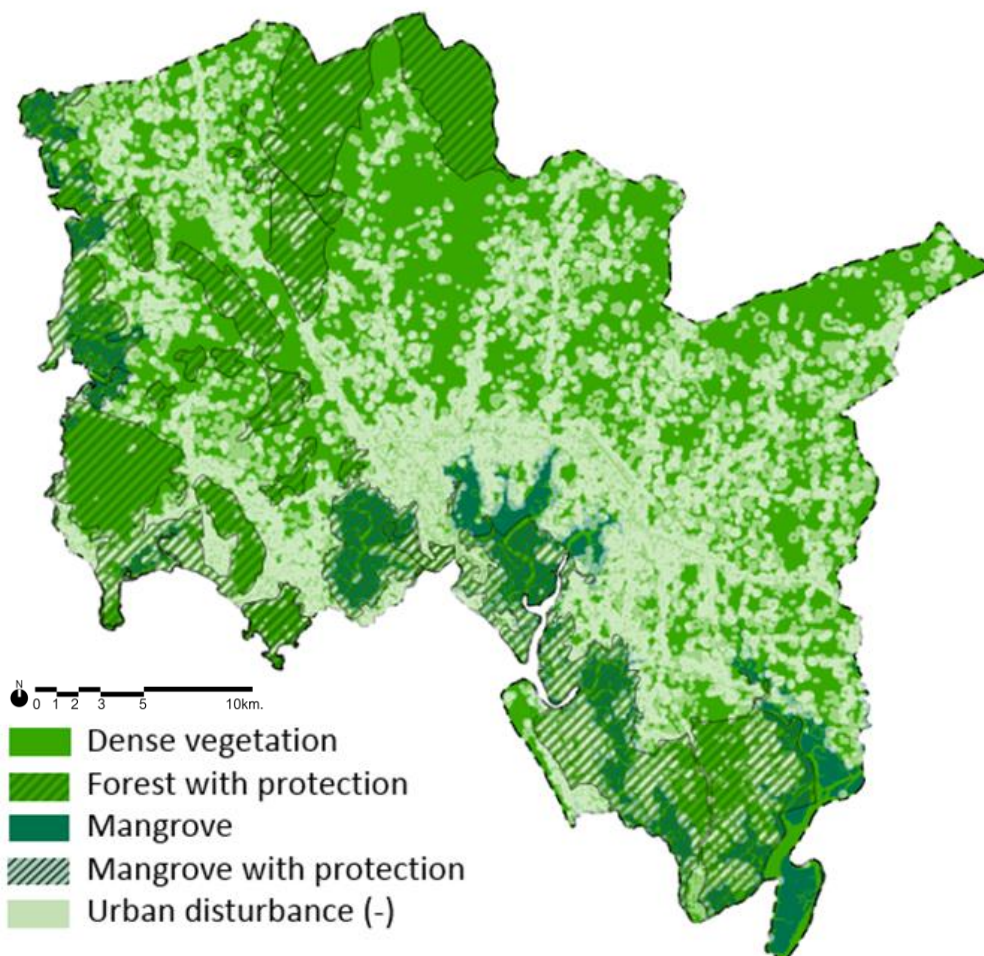 N
0 1 2 3 5 10km.
Dense vegetation
Forest with protection
Mangrove
Mangrove with protection
Urban disturbance (-)